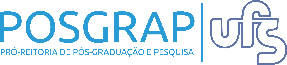 POSGRAP
PRÓ-REITORIA DE PÓS-GRADUAÇÃO E PESQUISA
ufs